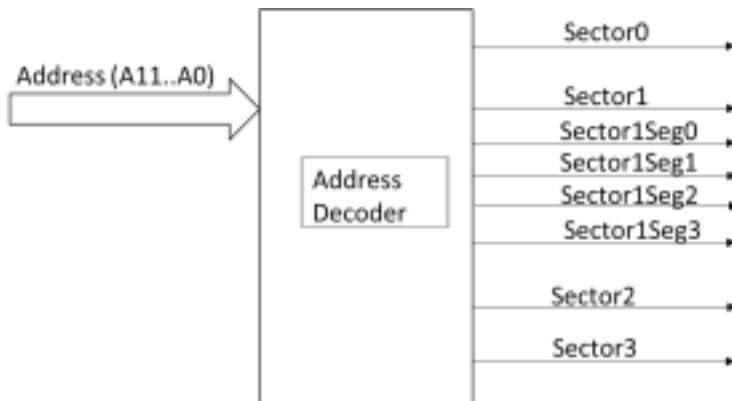 Address (A11..A0)
Address
Decoder
Sector0
Sector1
Sector1Seg0
Sector1Seg1
Sector1Seg2
Sector1Seg3
Sector2
Sector3